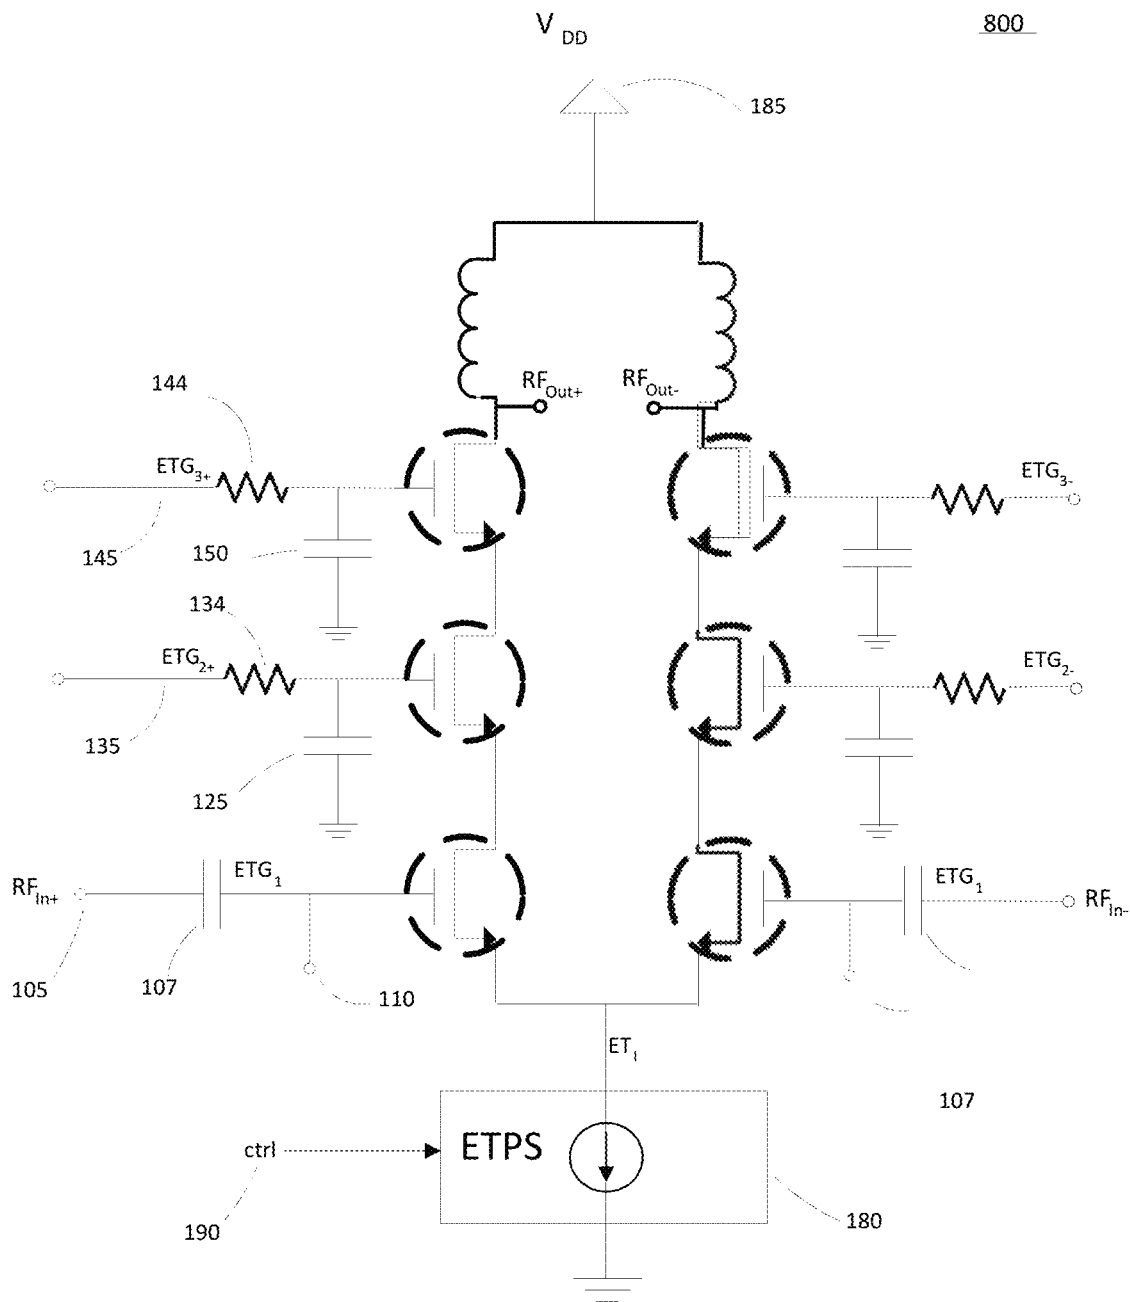 V DD
800
185
144
RF Out+
RF Out-
ETG 3+
ETG 3-
145
150
134
ETG 2+
ETG 2-
135
125
RF In+
ETG 1
ETG 1
RF In-
105
107
110
ET I
107
ctrl
ETPS
190
180